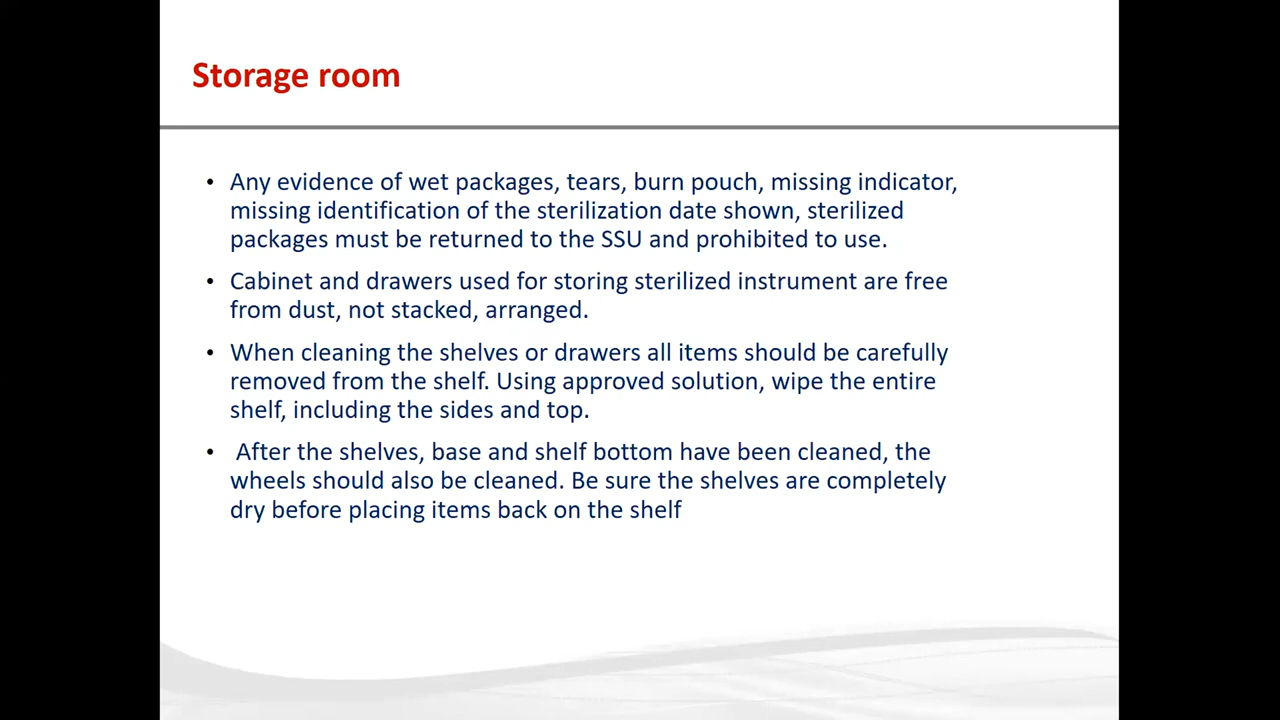 Storage room
• Any evidence of wet packages, tears, burn pouch, missing indicator,
missing identification of the sterilization date shown, sterilized
packages must be returned to the SSU and prohibited to use.
• Cabinet and drawers used for storing sterilized instrument are free
from dust, not stacked, arranged.
• When cleaning the shelves or drawers all items should be carefully
removed from the shelf. Using approved solution, wipe the entire
shelf, including the sides and top.
• After the shelves, base and shelf bottom have been cleaned, the
wheels should also be cleaned. Be sure the shelves are completely
dry before placing items back on the shelf